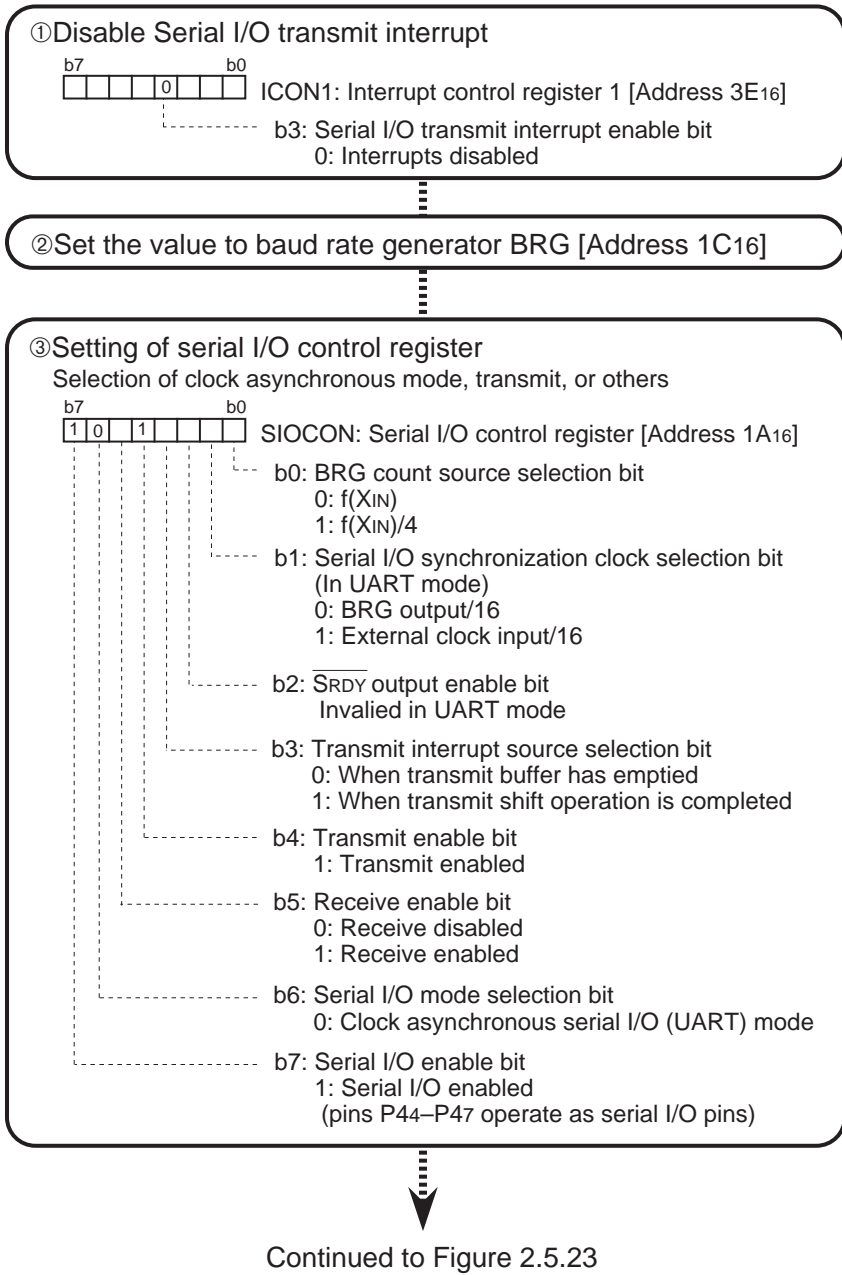 ①Disable Serial I/O transmit interrupt
b7 b0
0
ICON1: Interrupt control register 1 [Address 3E16]
b3: Serial I/O transmit interrupt enable bit
0: Interrupts disabled
②Set the value to baud rate generator BRG [Address 1C16]
③Setting of serial I/O control register
Selection of clock asynchronous mode, transmit, or others
b7 b0
1 0 1
SIOCON: Serial I/O control register [Address 1A16]
b0: BRG count source selection bit
0: f(XIN)
1: f(XIN)/4
b1: Serial I/O synchronization clock selection bit
(In UART mode)
0: BRG output/16
1: External clock input/16
b2: S̅R̅D̅Y̅ output enable bit
Invalied in UART mode
b3: Transmit interrupt source selection bit
0: When transmit buffer has emptied
1: When transmit shift operation is completed
b4: Transmit enable bit
1: Transmit enabled
b5: Receive enable bit
0: Receive disabled
1: Receive enabled
b6: Serial I/O mode selection bit
0: Clock asynchronous serial I/O (UART) mode
b7: Serial I/O enable bit
1: Serial I/O enabled
(pins P44–P47 operate as serial I/O pins)
Continued to Figure 2.5.23